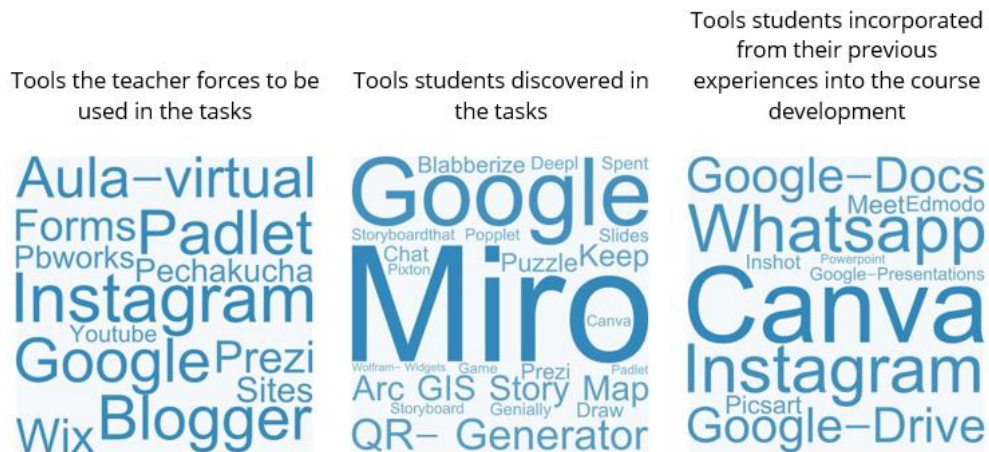 Tools the teacher forces to be
used in the tasks
Aula-virtual
Forms Padlet
Pbworks Pechakucha
Instagram
Youtube
Google Prezi
Sites
Wix Blogger
Tools students discovered in
the tasks
Blabberize Deepl Spent
Google
Storyboardthat Popplet Slides
Chat Puzzle Keep
Pixton
Miro
Canva
Wolfram- Widgets Game Prezi Padlet
Arc GIS Story Map
Storyboard Genially Draw
QR- Generator
Tools students incorporated
from their previous
experiences into the course
development
Google-Docs
Meet Edmodo
Whatsapp
Inshot Powerpoint
Google-Presentations
Canva
Instagram
Picsart
Google-Drive